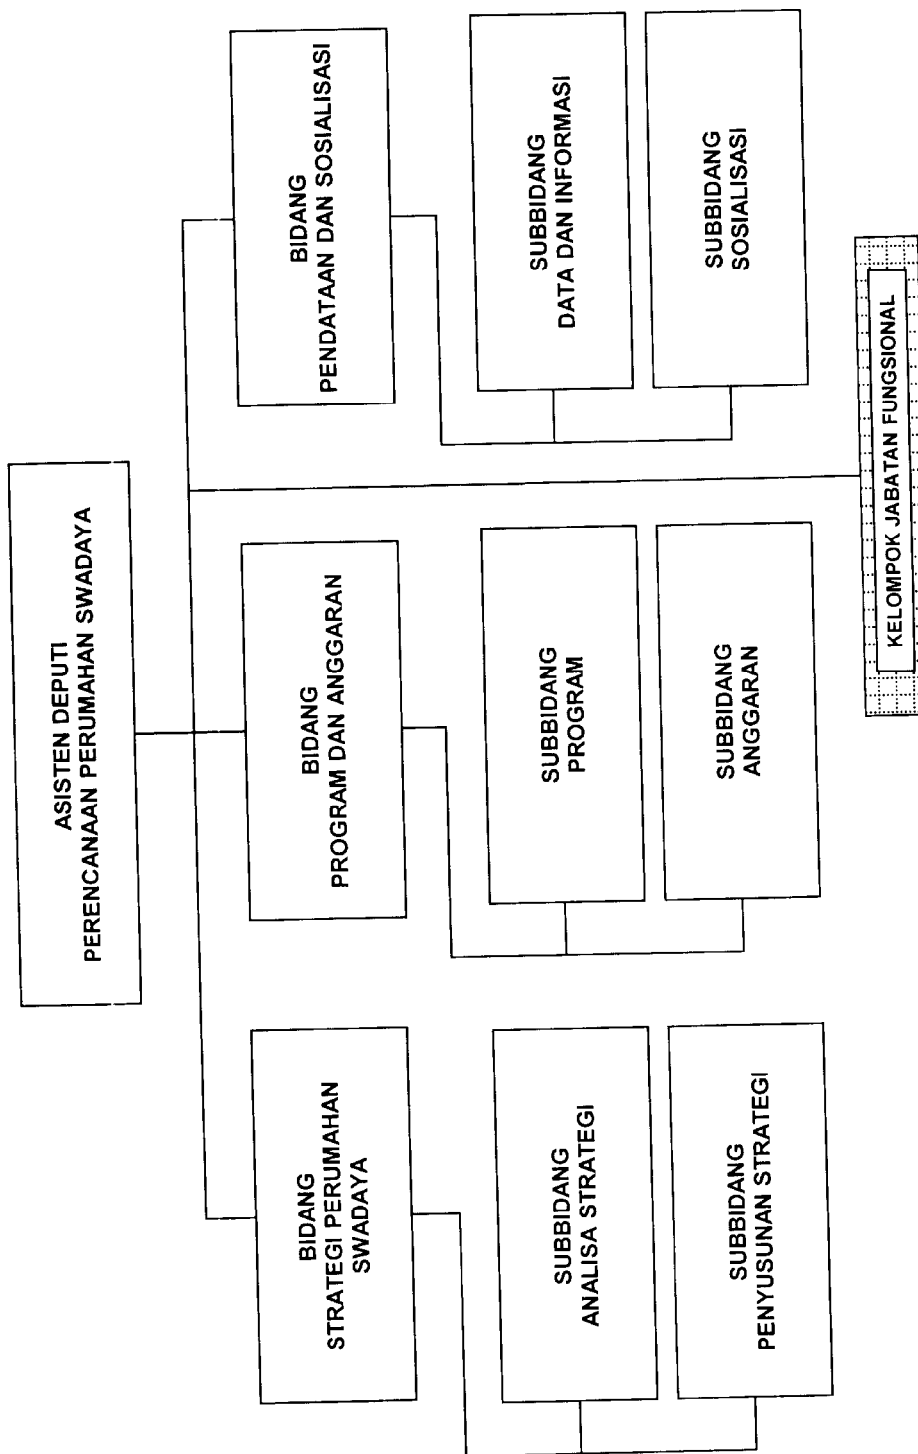 ASISTEN DEPUTI
PERENCANAAN PERUMAHAN SWADAYA
BIDANG
STRATEGI PERUMAHAN
SWADAYA
BIDANG
PROGRAM DAN ANGGARAN
BIDANG
PENDATAAN DAN SOSIALISASI
SUBBIDANG
ANALISA STRATEGI
SUBBIDANG
PROGRAM
SUBBIDANG
DATA DAN INFORMASI
SUBBIDANG
PENYUSUNAN STRATEGI
SUBBIDANG
ANGGARAN
SUBBIDANG
SOSIALISASI
KELOMPOK JABATAN FUNGSIONAL